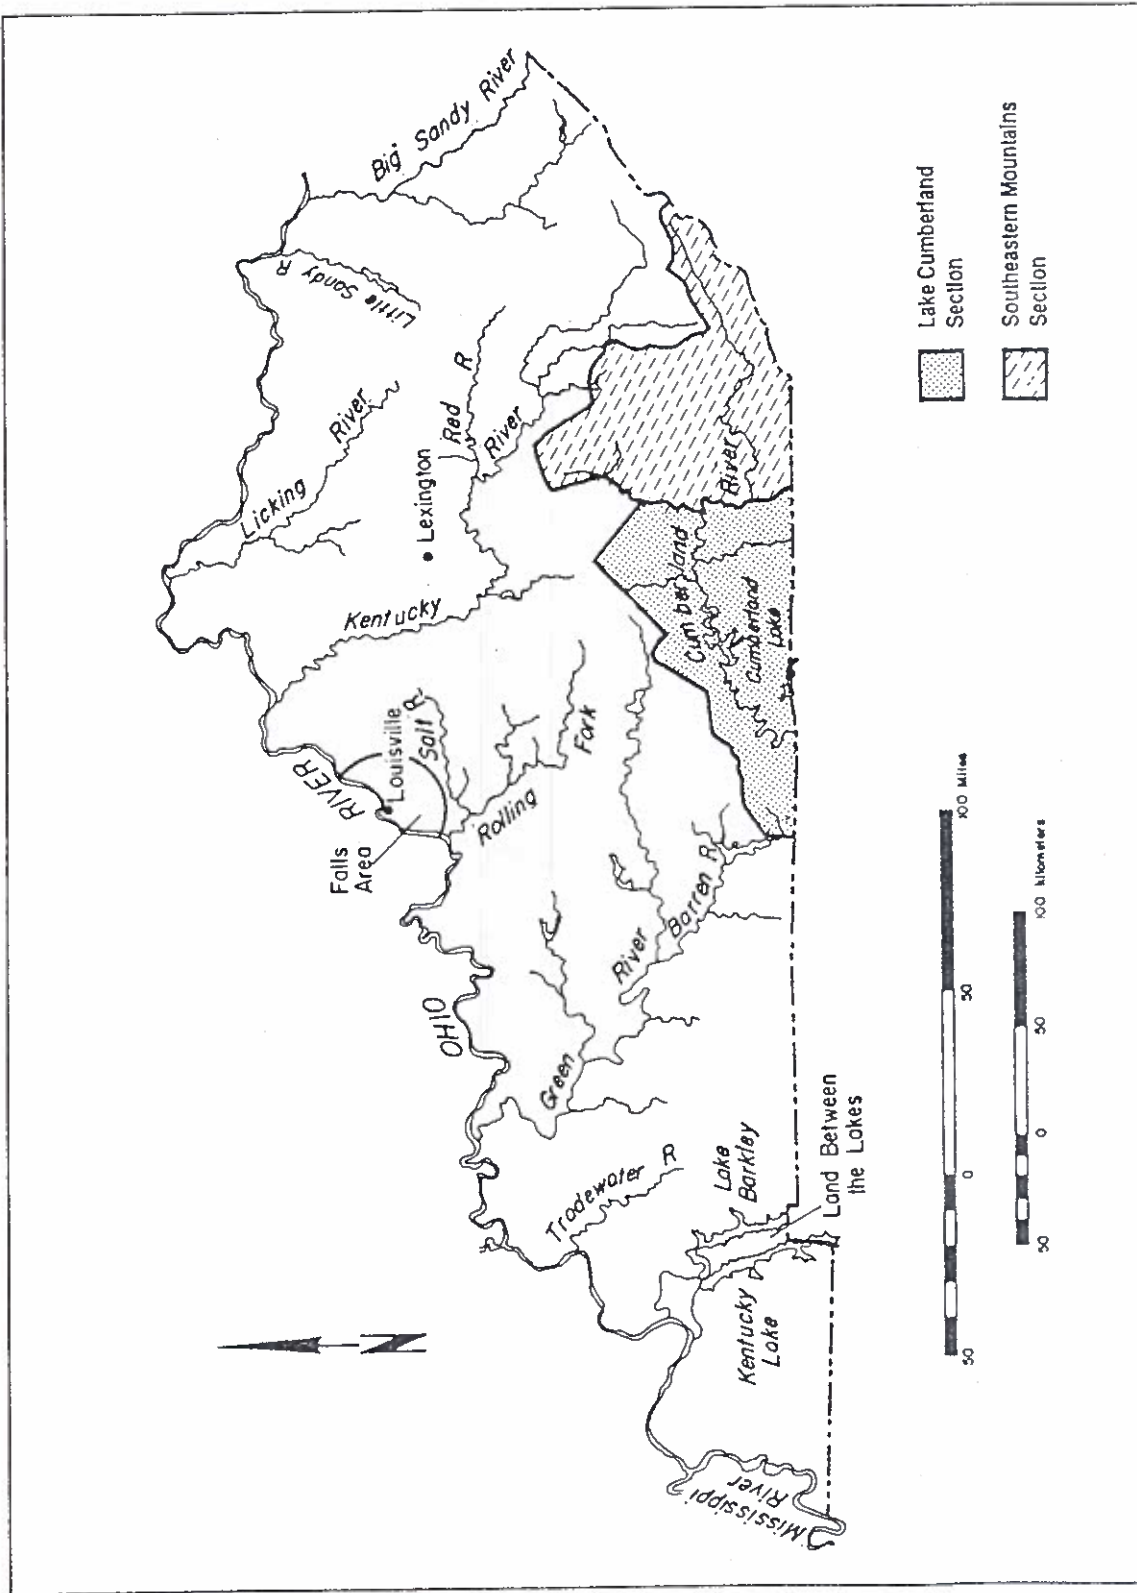 Big Sandy River
Little Sandy R
Licking River
Red R
River
Lexington
Kentucky
OHIO RIVER
Louisville
Falls
Area
Salt R
Rolling Fork
Green River
Barren R
Cumberland River
Cumberland
Lake
Tradewater R
Lake
Barkley
Land Between
the Lakes
Kentucky
Lake
Mississippi
River
N
Lake Cumberland
Section
Southeastern Mountains
Section
50 0 50 100 Miles
50 0 50 100 kilometers